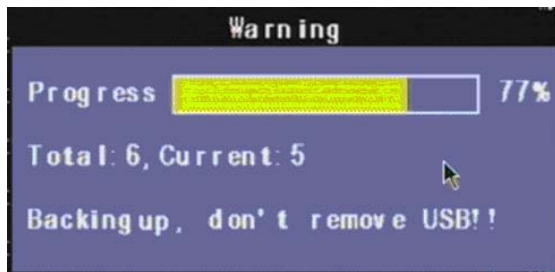 Warning
Progress 77%
Total: 6, Current: 5
Backing up, don't remove USB!!